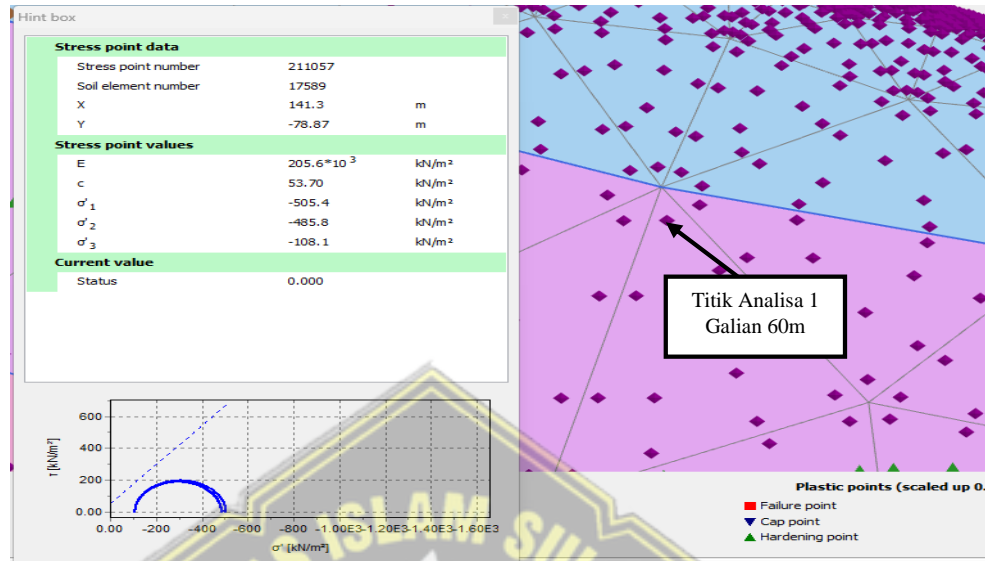 Hint box
Stress point data
Stress point number 211057
Soil element number 17589
X 141.3 m
Y -78.87 m
Stress point values
E 205.6*10 3 kN/m²
c 53.70 kN/m²
σ'1 -505.4 kN/m²
σ'2 -485.8 kN/m²
σ'3 -108.1 kN/m²
Current value
Status 0.000
Titik Analisa 1
Galian 60m
600
400
200
0.00
τ [kN/m²]
0.00 -200 -400 -600 -800 -1.00E3-1.20E3-1.40E3-1.60E3
σ' [kN/m²]
Plastic points (scaled up 0.
Failure point
Cap point
Hardening point
ISLAM